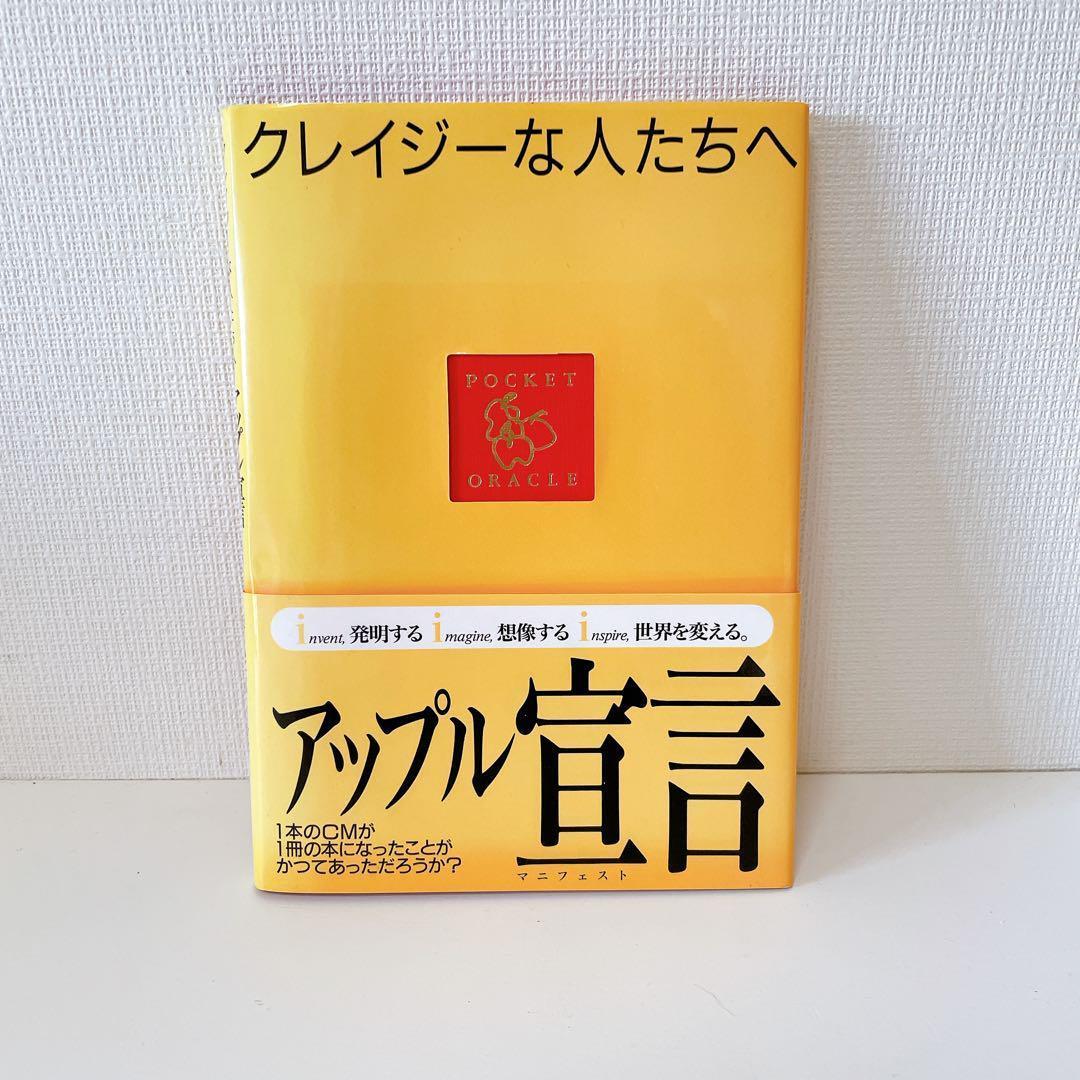 クレイジーな人たちへ
POCKET
ORACLE
invent, 発明する imagine, 想像する inspire, 世界を変える。
アップル宣言
マニフェスト
1本のCMが
1冊の本になったことが
かつてあっただろうか?